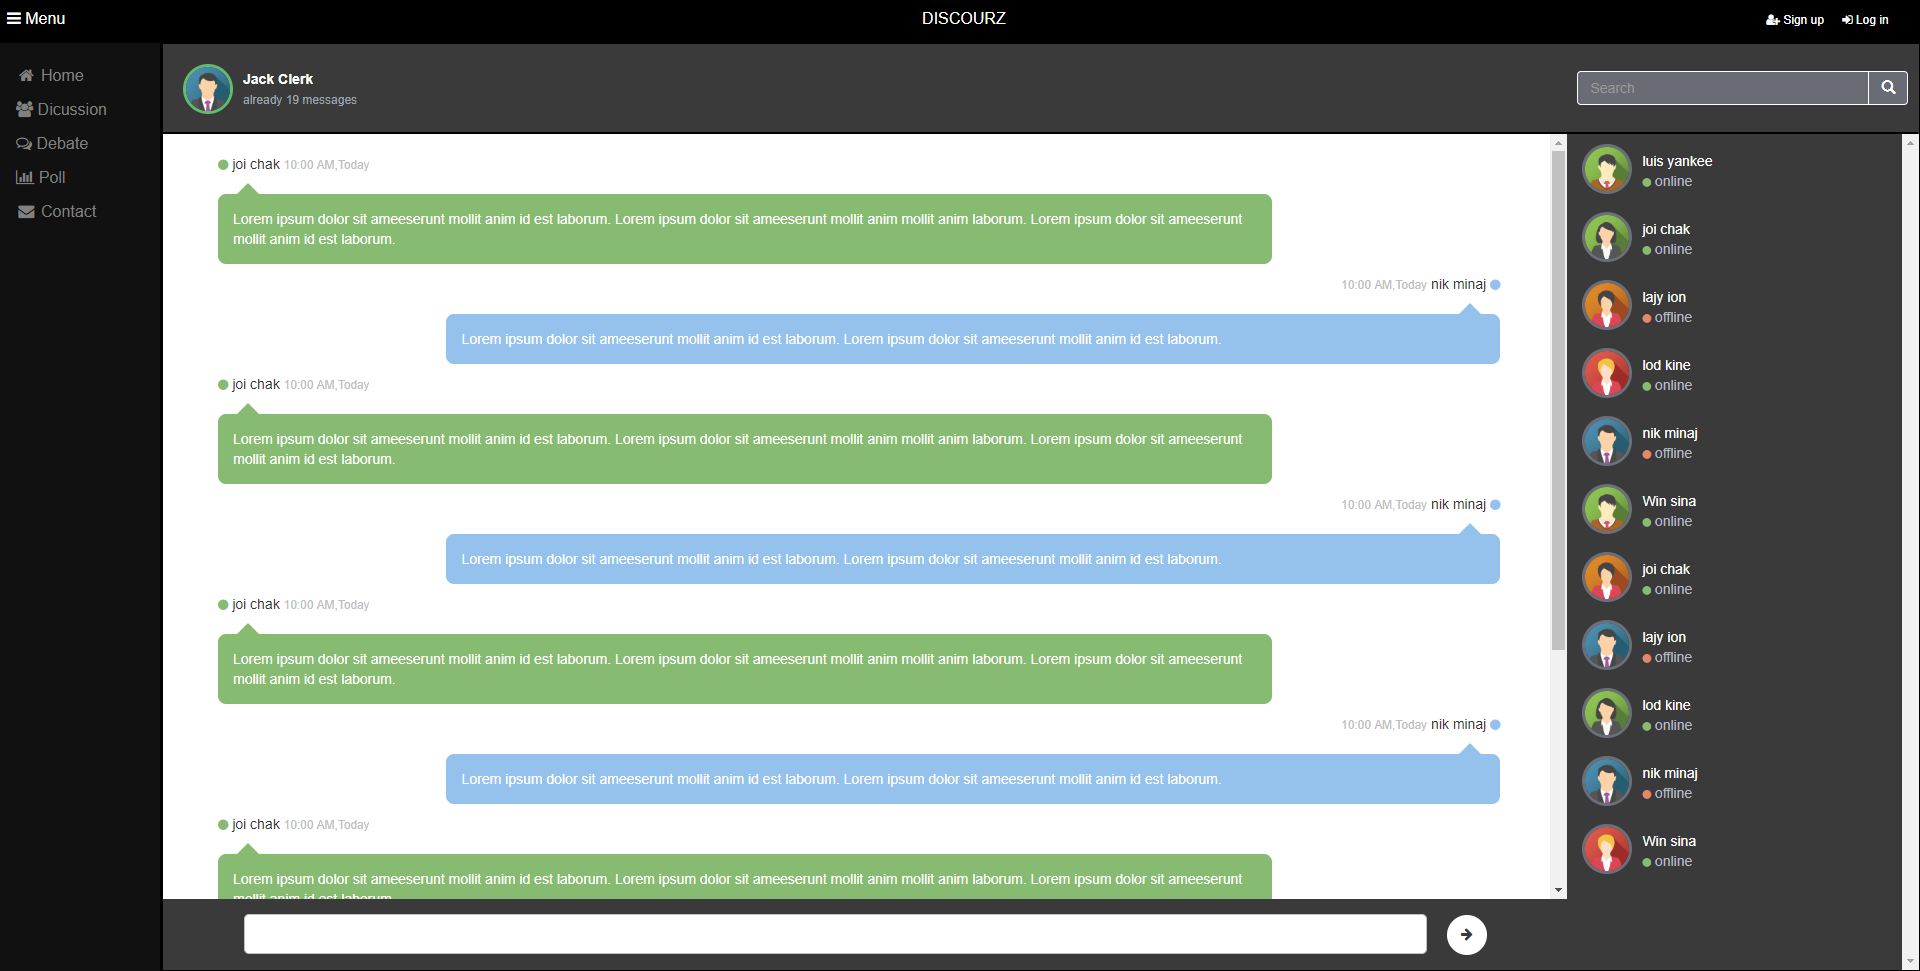 Menu
DISCOURZ
Sign up
Log in
Home
Dicussion
Debate
Poll
Contact
Jack Clerk
already 19 messages
Search
joi chak 10:00 AM,Today
Lorem ipsum dolor sit ameeserunt mollit anim id est laborum. Lorem ipsum dolor sit ameeserunt mollit anim mollit anim laborum. Lorem ipsum dolor sit ameeserunt
mollit anim id est laborum.
10:00 AM,Today nik minaj
Lorem ipsum dolor sit ameeserunt mollit anim id est laborum. Lorem ipsum dolor sit ameeserunt mollit anim id est laborum.
joi chak 10:00 AM,Today
Lorem ipsum dolor sit ameeserunt mollit anim id est laborum. Lorem ipsum dolor sit ameeserunt mollit anim mollit anim laborum. Lorem ipsum dolor sit ameeserunt
mollit anim id est laborum.
10:00 AM,Today nik minaj
Lorem ipsum dolor sit ameeserunt mollit anim id est laborum. Lorem ipsum dolor sit ameeserunt mollit anim id est laborum.
joi chak 10:00 AM,Today
Lorem ipsum dolor sit ameeserunt mollit anim id est laborum. Lorem ipsum dolor sit ameeserunt mollit anim mollit anim laborum. Lorem ipsum dolor sit ameeserunt
mollit anim id est laborum.
10:00 AM,Today nik minaj
Lorem ipsum dolor sit ameeserunt mollit anim id est laborum. Lorem ipsum dolor sit ameeserunt mollit anim id est laborum.
joi chak 10:00 AM,Today
Lorem ipsum dolor sit ameeserunt mollit anim id est laborum. Lorem ipsum dolor sit ameeserunt mollit anim mollit anim laborum. Lorem ipsum dolor sit ameeserunt
mollit anim id est laborum.
luis yankee
online
joi chak
online
lajy ion
offline
lod kine
online
nik minaj
offline
Win sina
online
joi chak
online
lajy ion
offline
lod kine
online
nik minaj
offline
Win sina
online